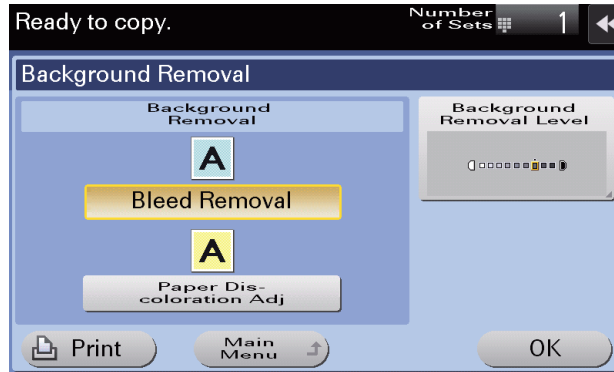 Ready to copy.
Number
of Sets
1
Background Removal
Background
Removal
A
Bleed Removal
A
Paper Dis-
coloration Adj
Background
Removal Level
Print
Main
Menu
OK